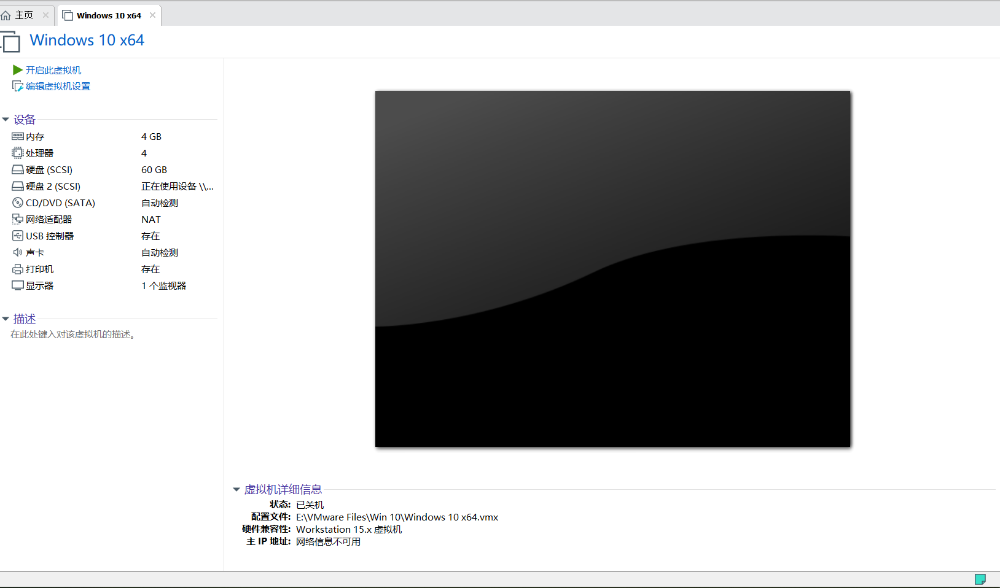 主页
Windows 10 x64
Windows 10 x64
开启此虚拟机
编辑虚拟机设置
设备
内存 4 GB
处理器 4
硬盘 (SCSI) 60 GB
硬盘 2 (SCSI) 正在使用设备 \\...
CD/DVD (SATA) 自动检测
网络适配器 NAT
USB 控制器 存在
声卡 自动检测
打印机 存在
显示器 1 个监视器
描述
在此处键入对该虚拟机的描述。
虚拟机详细信息
状态: 已关机
配置文件: E:\VMware Files\Win 10\Windows 10 x64.vmx
硬件兼容性: Workstation 15.x 虚拟机
主 IP 地址: 网络信息不可用